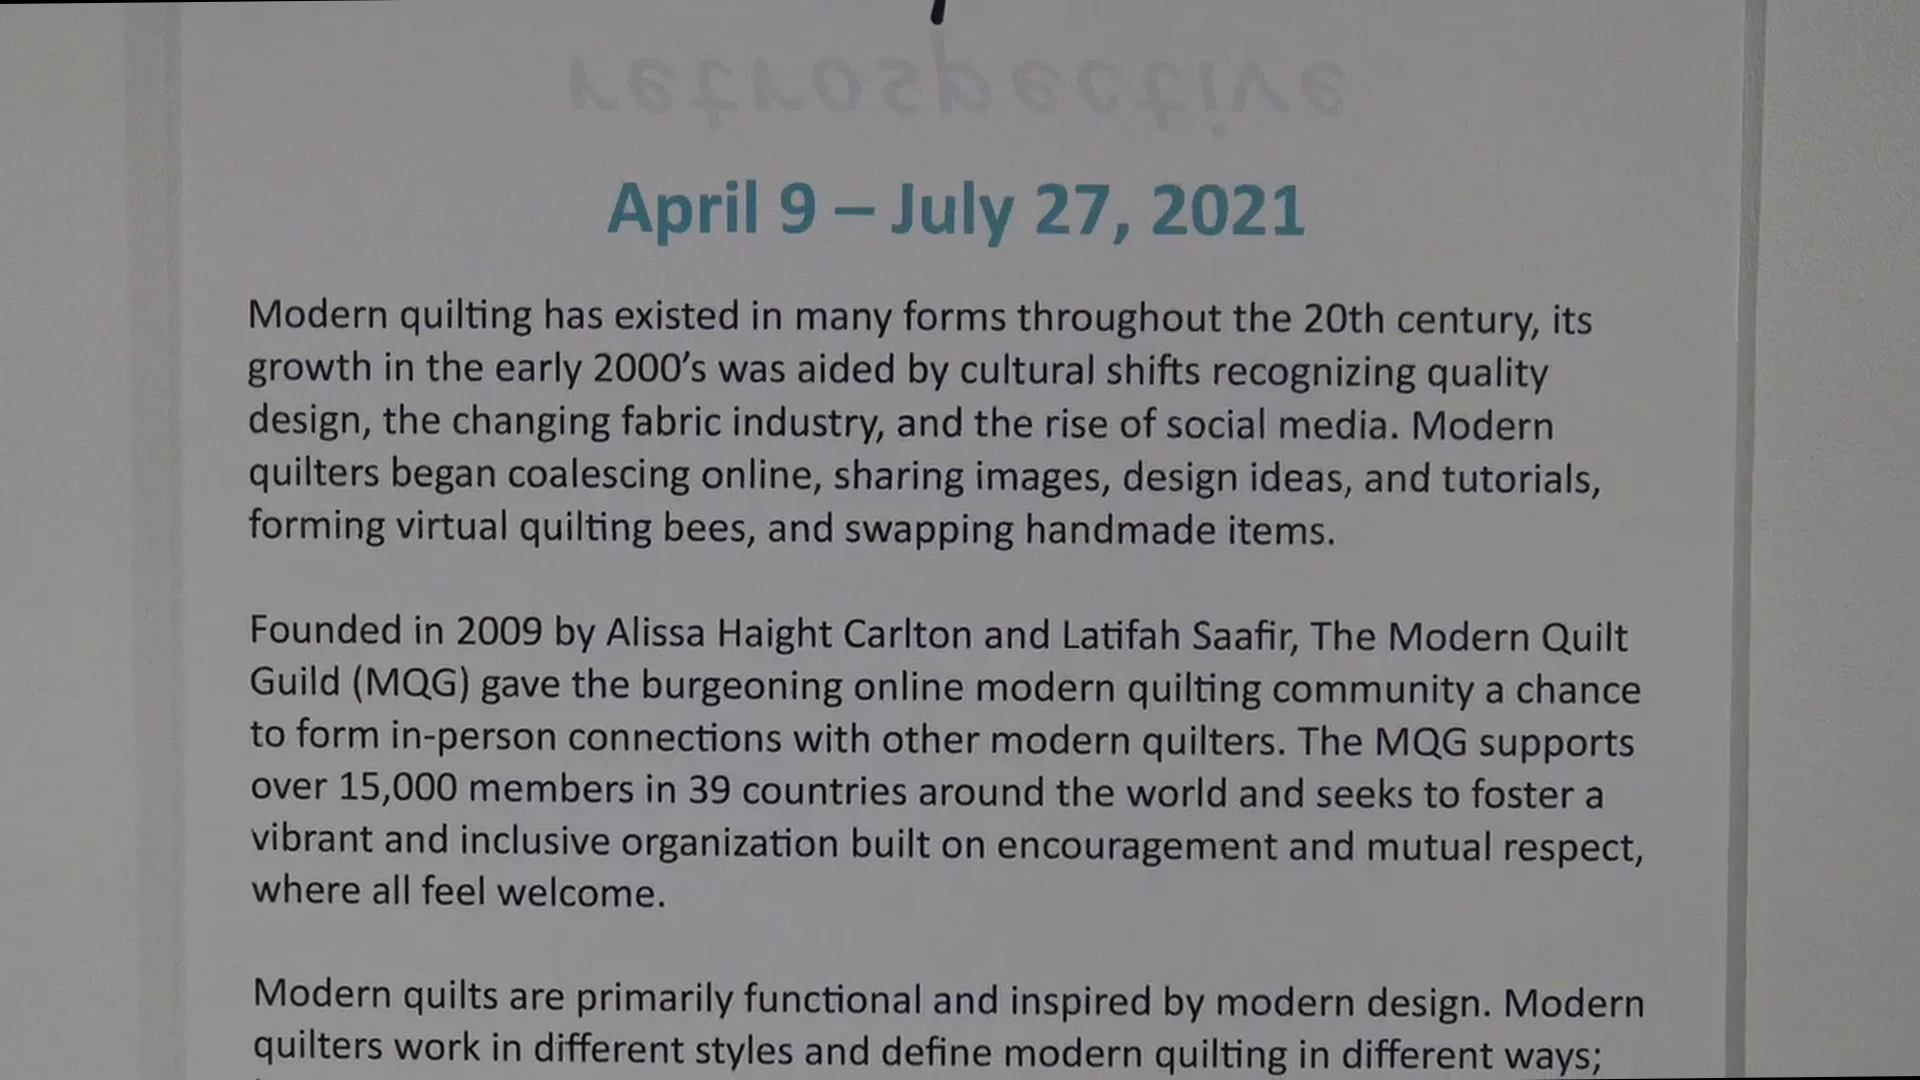 retrospective
April 9 – July 27, 2021
Modern quilting has existed in many forms throughout the 20th century, its
growth in the early 2000’s was aided by cultural shifts recognizing quality
design, the changing fabric industry, and the rise of social media. Modern
quilters began coalescing online, sharing images, design ideas, and tutorials,
forming virtual quilting bees, and swapping handmade items.
Founded in 2009 by Alissa Haight Carlton and Latifah Saafir, The Modern Quilt
Guild (MQG) gave the burgeoning online modern quilting community a chance
to form in-person connections with other modern quilters. The MQG supports
over 15,000 members in 39 countries around the world and seeks to foster a
vibrant and inclusive organization built on encouragement and mutual respect,
where all feel welcome.
Modern quilts are primarily functional and inspired by modern design. Modern
quilters work in different styles and define modern quilting in different ways;